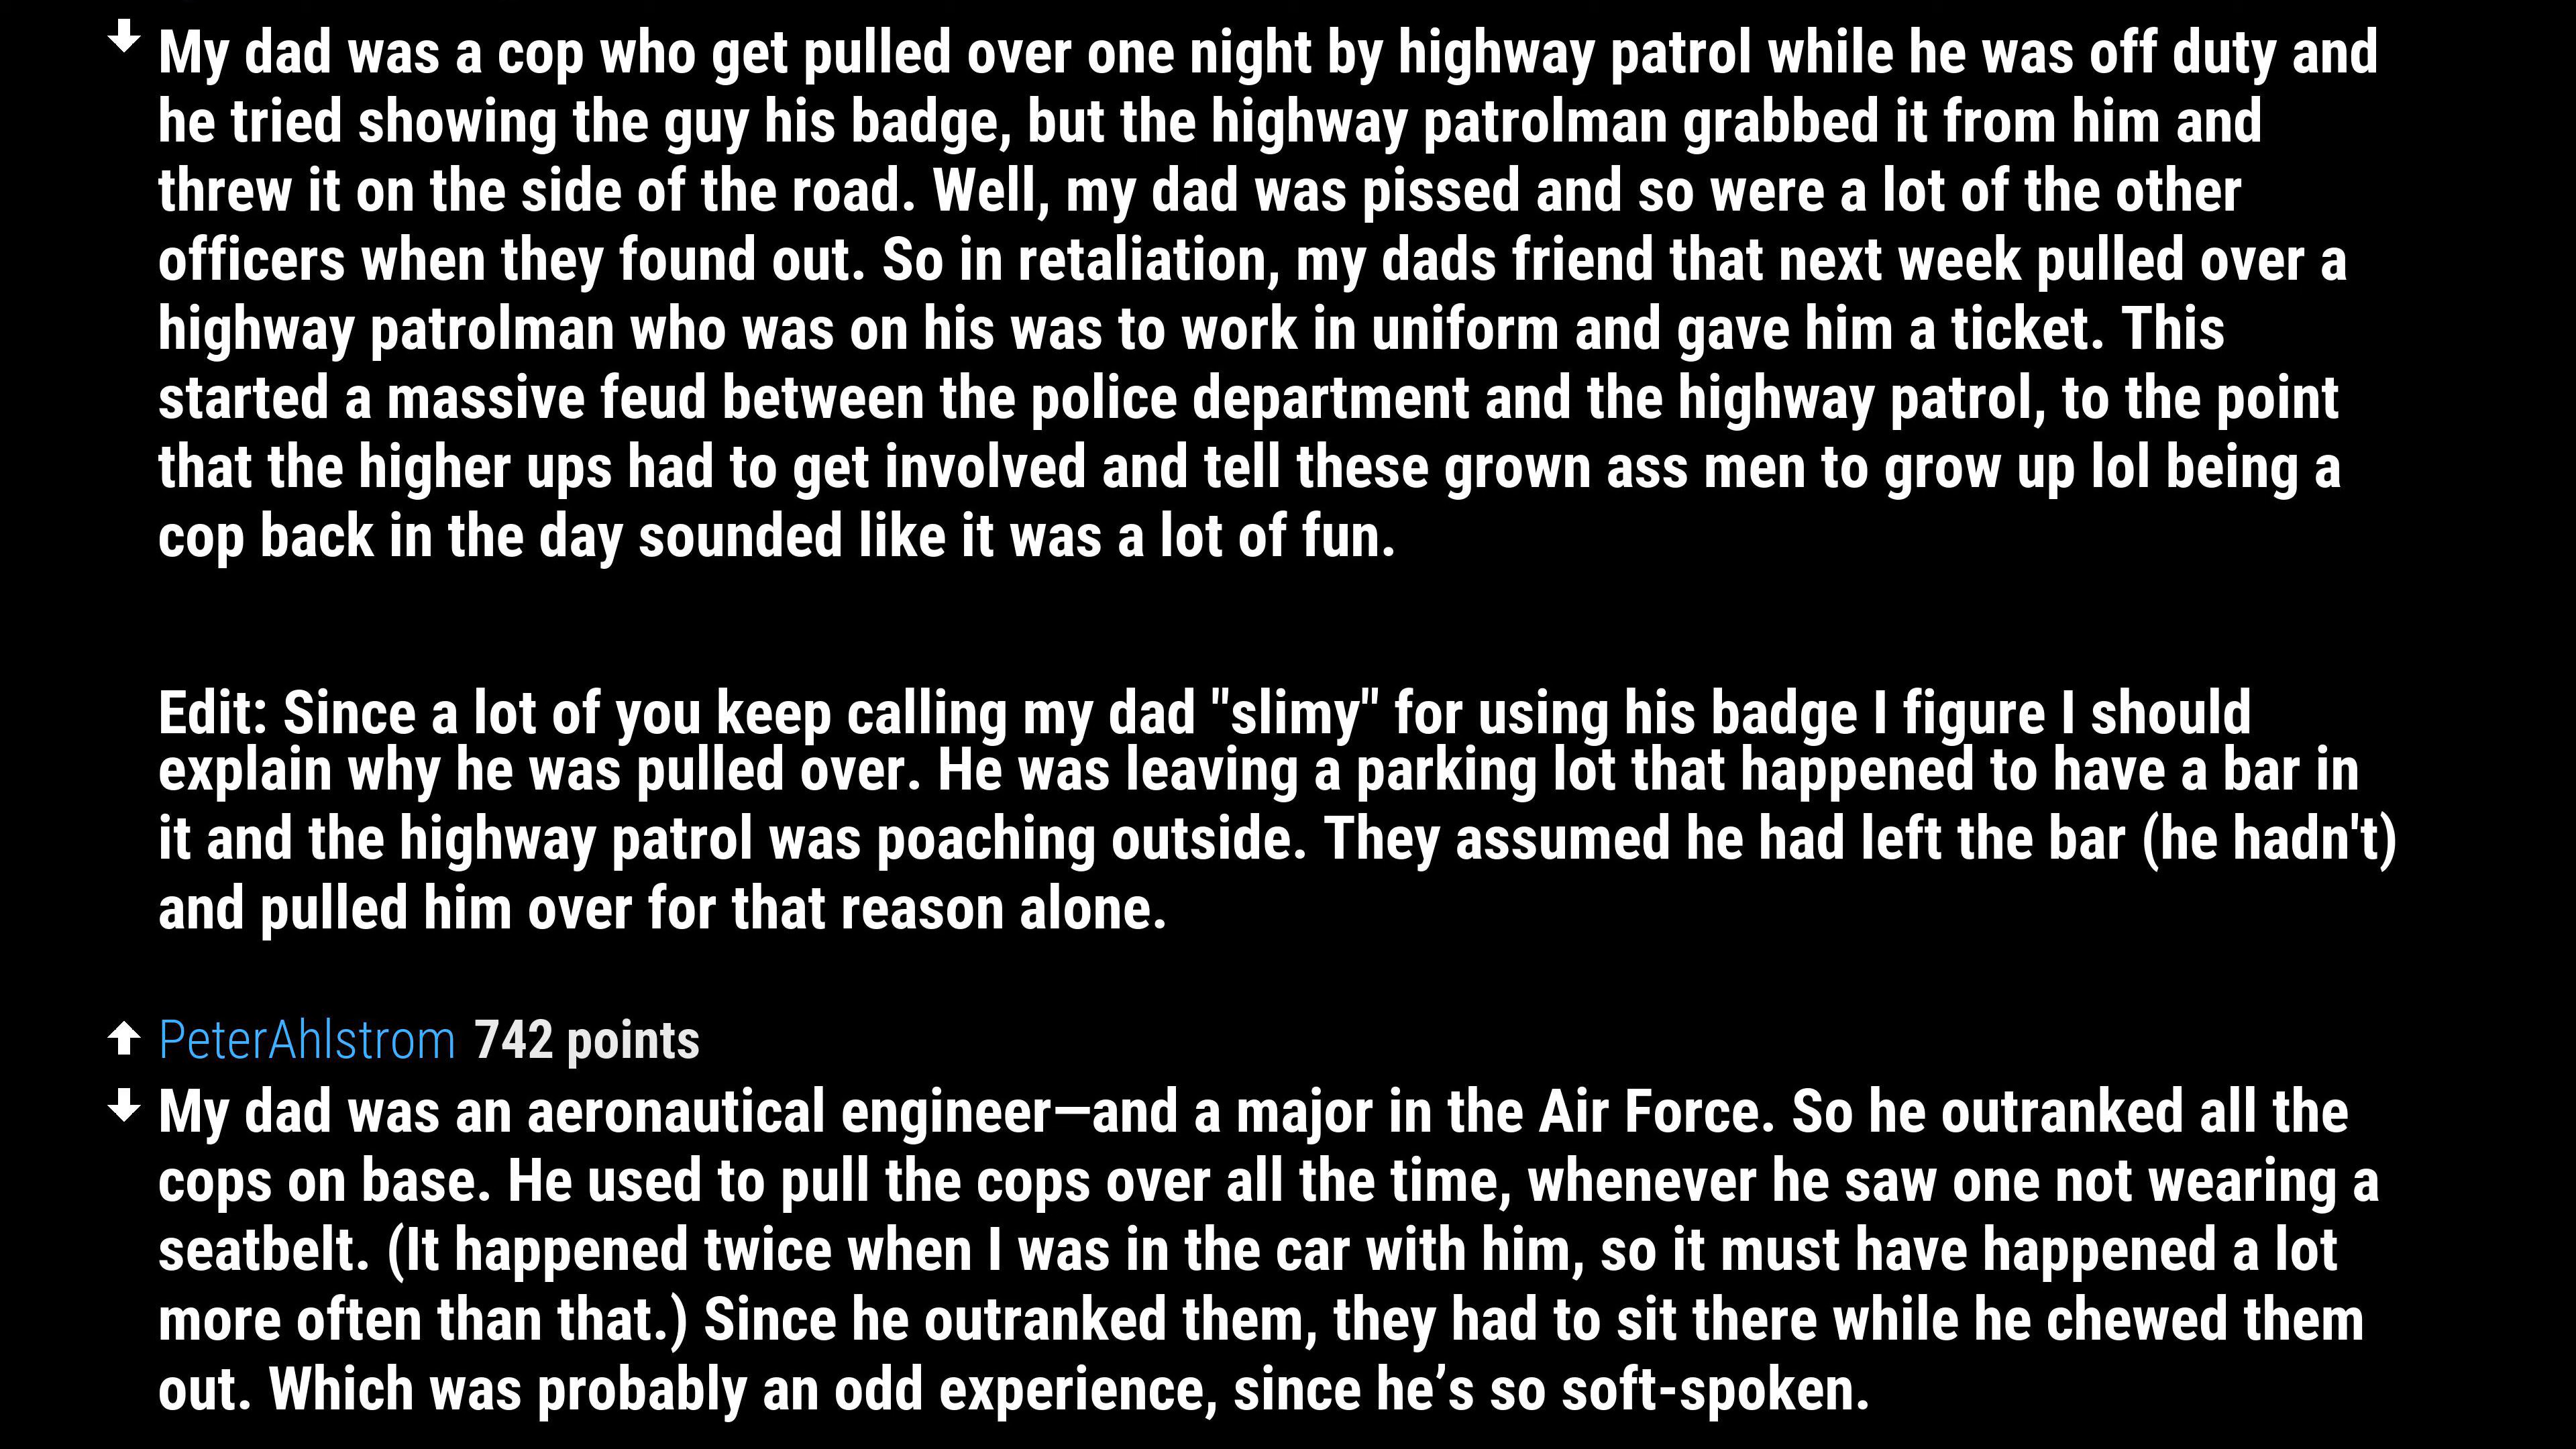 My dad was a cop who get pulled over one night by highway patrol while he was off duty and
he tried showing the guy his badge, but the highway patrolman grabbed it from him and
threw it on the side of the road. Well, my dad was pissed and so were a lot of the other
officers when they found out. So in retaliation, my dads friend that next week pulled over a
highway patrolman who was on his was to work in uniform and gave him a ticket. This
started a massive feud between the police department and the highway patrol, to the point
that the higher ups had to get involved and tell these grown ass men to grow up lol being a
cop back in the day sounded like it was a lot of fun.
Edit: Since a lot of you keep calling my dad "slimy" for using his badge I figure I should
explain why he was pulled over. He was leaving a parking lot that happened to have a bar in
it and the highway patrol was poaching outside. They assumed he had left the bar (he hadn't)
and pulled him over for that reason alone.
PeterAhlstrom 742 points
My dad was an aeronautical engineer—and a major in the Air Force. So he outranked all the
cops on base. He used to pull the cops over all the time, whenever he saw one not wearing a
seatbelt. (It happened twice when I was in the car with him, so it must have happened a lot
more often than that.) Since he outranked them, they had to sit there while he chewed them
out. Which was probably an odd experience, since he’s so soft-spoken.